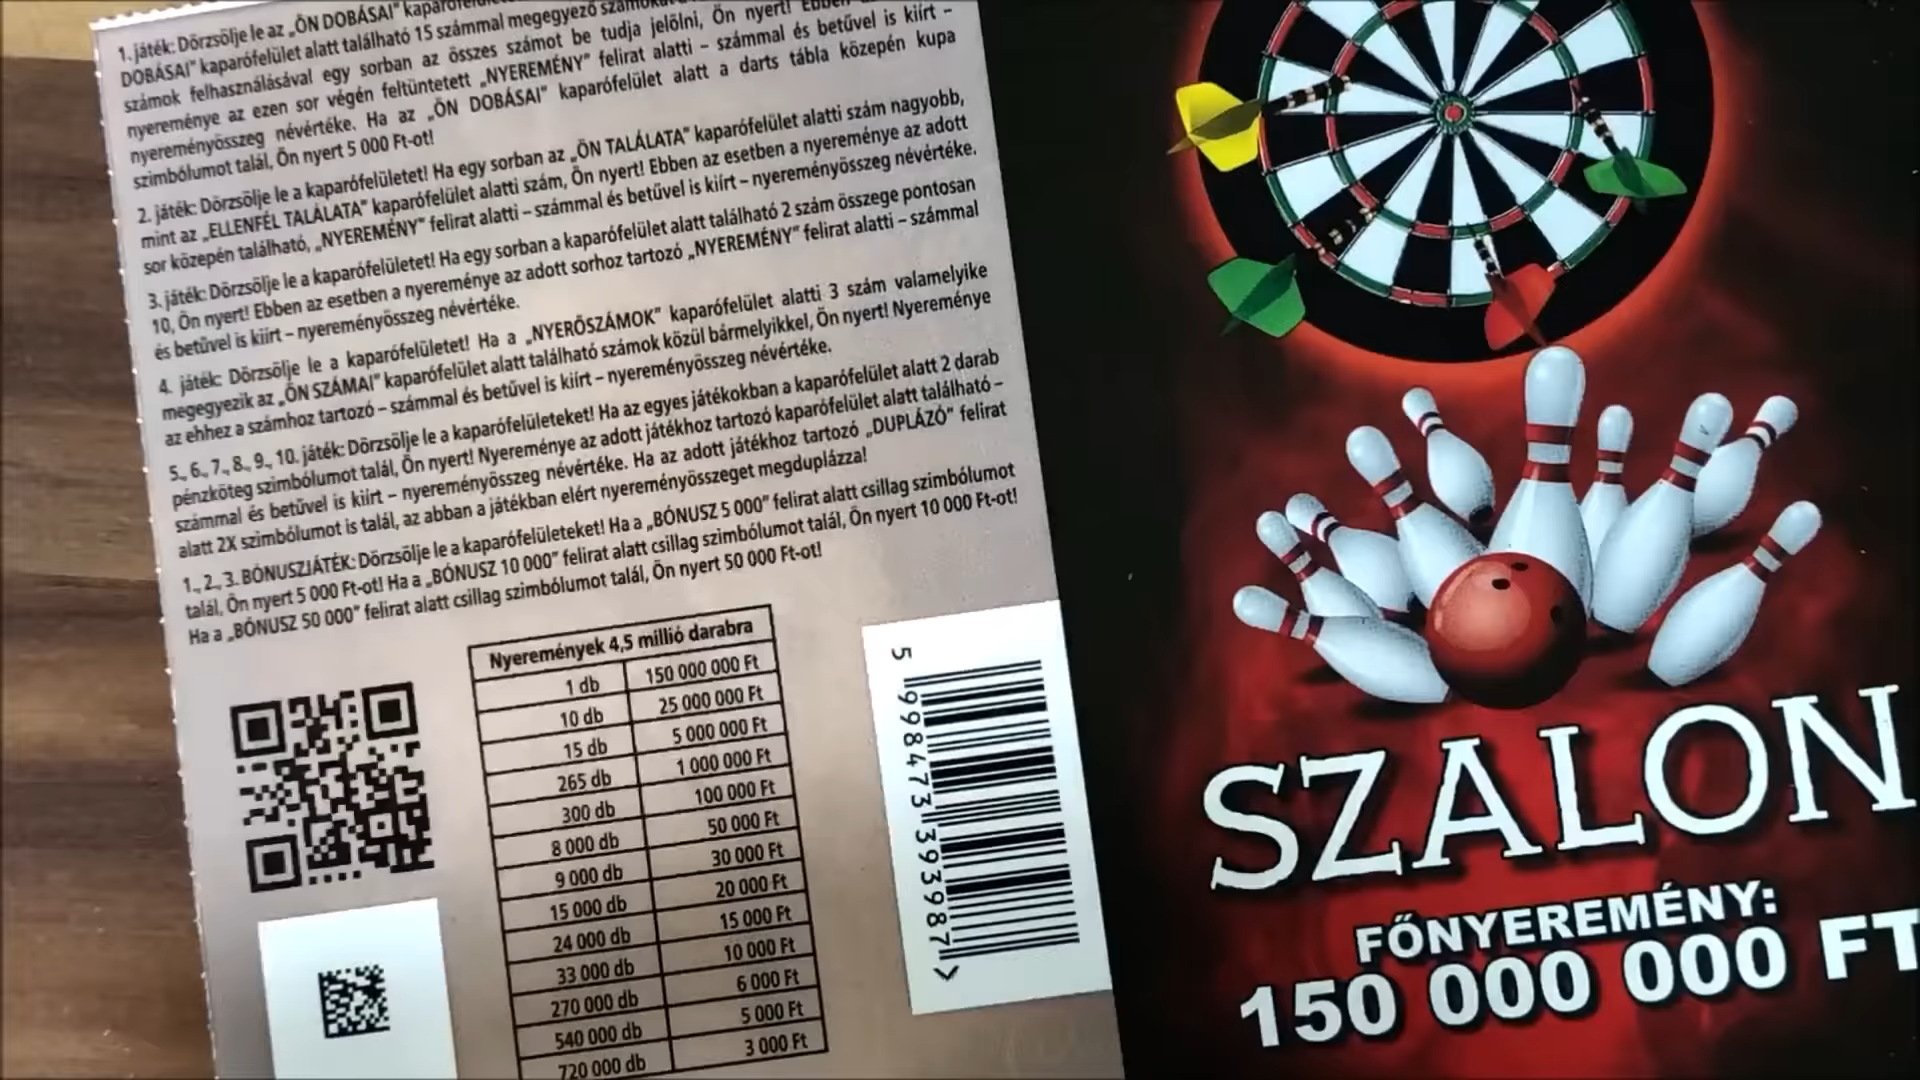 1. játék: Dörzsölje le az „ÖN DOBÁSAI”
DOBÁSAI” kaparófelület alatt található 15 számmal megegyező
számok felhasználásával egy sorban az összes számot be tudja jelölni, Ön nyert! Ebben
nyereménye az ezen sor végén feltüntetett „NYEREMÉNY” felirat alatti – számmal és betűvel is kiírt –
nyereményösszeg névértéke. Ha az „ÖN DOBÁSAI” kaparófelület alatt a darts tábla közepén kupa
szimbólumot talál, Ön nyert 5 000 Ft-ot!
2. játék: Dörzsölje le a kaparófelületet! Ha egy sorban az „ÖN TALÁLATA” kaparófelület alatti szám nagyobb,
mint az „ELLENFÉL TALÁLATA” kaparófelület alatti szám, Ön nyert! Ebben az esetben a nyereménye az adott
sor közepén található, „NYEREMÉNY” felirat alatti – számmal és betűvel is kiírt – nyereményösszeg névértéke.
3. játék: Dörzsölje le a kaparófelületet! Ha egy sorban a kaparófelület alatt található 2 szám összege pontosan
10, Ön nyert! Ebben az esetben a nyereménye az adott sorhoz tartozó „NYEREMÉNY” felirat alatti – számmal
és betűvel is kiírt – nyereményösszeg névértéke.
4. játék: Dörzsölje le a kaparófelületet! Ha a „NYERŐSZÁMOK” kaparófelület alatti 3 szám valamelyike
megegyezik az „ÖN SZÁMAI” kaparófelület alatt található számok közül bármelyikkel, Ön nyert! Nyereménye
az ehhez a számhoz tartozó – számmal és betűvel is kiírt – nyereményösszeg névértéke.
5., 6., 7., 8., 9., 10. játék: Dörzsölje le a kaparófelületeket! Ha az egyes játékokban a kaparófelület alatt 2 darab
pénzköteg szimbólumot talál, Ön nyert! Nyereménye az adott játékhoz tartozó kaparófelület alatt található –
számmal és betűvel is kiírt – nyereményösszeg névértéke. Ha az adott játékhoz tartozó „DUPLÁZÓ” felirat
alatt 2X szimbólumot is talál, az abban a játékban elért nyereményösszeget megduplázza!
1., 2., 3. BÓNUSZJÁTÉK: Dörzsölje le a kaparófelületeket! Ha a „BÓNUSZ 5 000” felirat alatt csillag szimbólumot
talál, Ön nyert 5 000 Ft-ot! Ha a „BÓNUSZ 10 000” felirat alatt csillag szimbólumot talál, Ön nyert 10 000 Ft-ot!
Ha a „BÓNUSZ 50 000” felirat alatt csillag szimbólumot talál, Ön nyert 50 000 Ft-ot!
Nyeremények 4,5 millió darabra
1 db 150 000 000 Ft
10 db 25 000 000 Ft
15 db 5 000 000 Ft
265 db 1 000 000 Ft
300 db 100 000 Ft
8 000 db 50 000 Ft
9 000 db 30 000 Ft
15 000 db 20 000 Ft
24 000 db 15 000 Ft
33 000 db 10 000 Ft
270 000 db 6 000 Ft
540 000 db 5 000 Ft
720 000 db 3 000 Ft
5 998473 393987 >
SZALON
FŐNYEREMÉNY:
150 000 000 FT